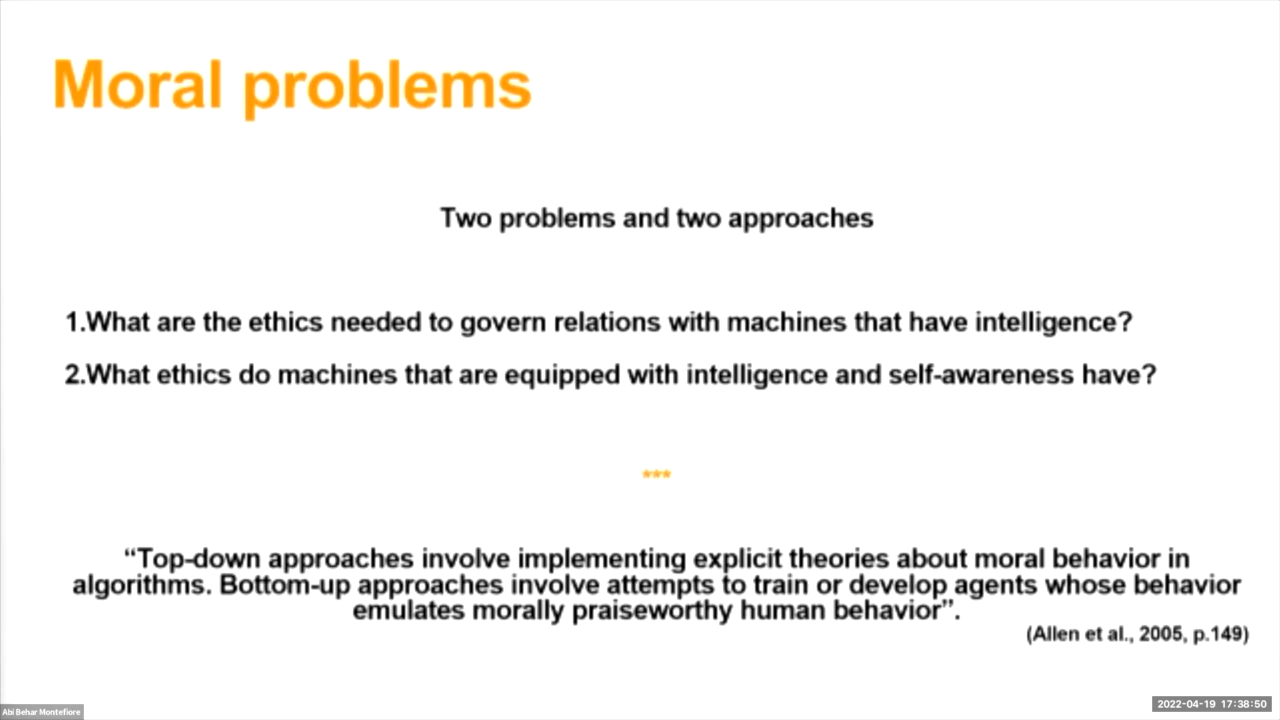 Moral problems
Two problems and two approaches
1.What are the ethics needed to govern relations with machines that have intelligence?
2.What ethics do machines that are equipped with intelligence and self-awareness have?
***
“Top-down approaches involve implementing explicit theories about moral behavior in
algorithms. Bottom-up approaches involve attempts to train or develop agents whose behavior
emulates morally praiseworthy human behavior”.
(Allen et al., 2005, p.149)
Abi Behar Montefiore
2022-04-19 17:38:50